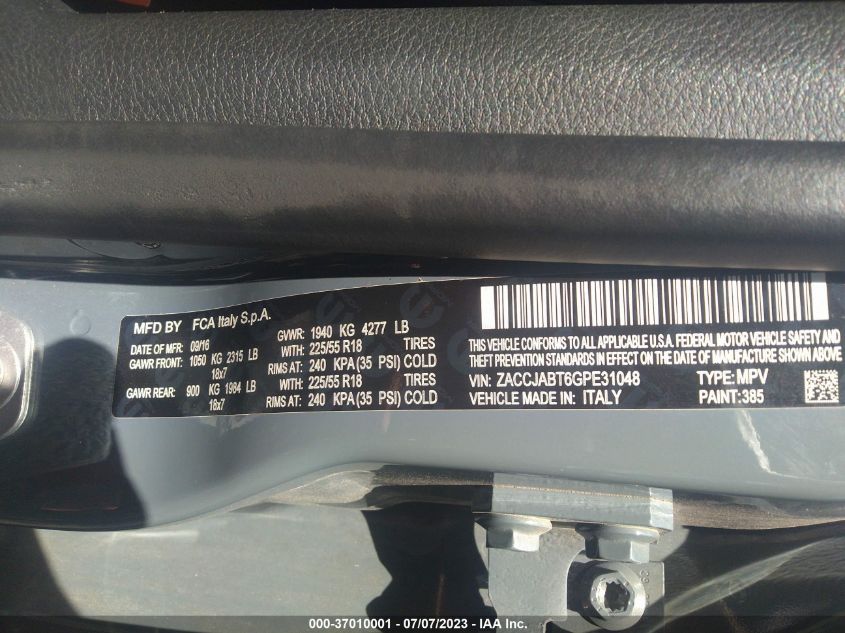 MFD BY FCA Italy S.p.A.
DATE OF MFR: 09/16 GVWR: 1940 KG 4277 LB
GAWR FRONT: 1050 KG 2315 LB WITH: 225/55 R18 TIRES
18x7 RIMS AT: 240 KPA(35 PSI) COLD
GAWR REAR: 900 KG 1984 LB WITH: 225/55 R18 TIRES
18x7 RIMS AT: 240 KPA(35 PSI) COLD
THIS VEHICLE CONFORMS TO ALL APPLICABLE U.S.A. FEDERAL MOTOR VEHICLE SAFETY AND
THEFT PREVENTION STANDARDS IN EFFECT ON THE DATE OF MANUFACTURE SHOWN ABOVE.
VIN: ZACCJABT6GPE31048 TYPE: MPV
VEHICLE MADE IN: ITALY PAINT: 385
000-37010001 - 07/07/2023 - IAA Inc.